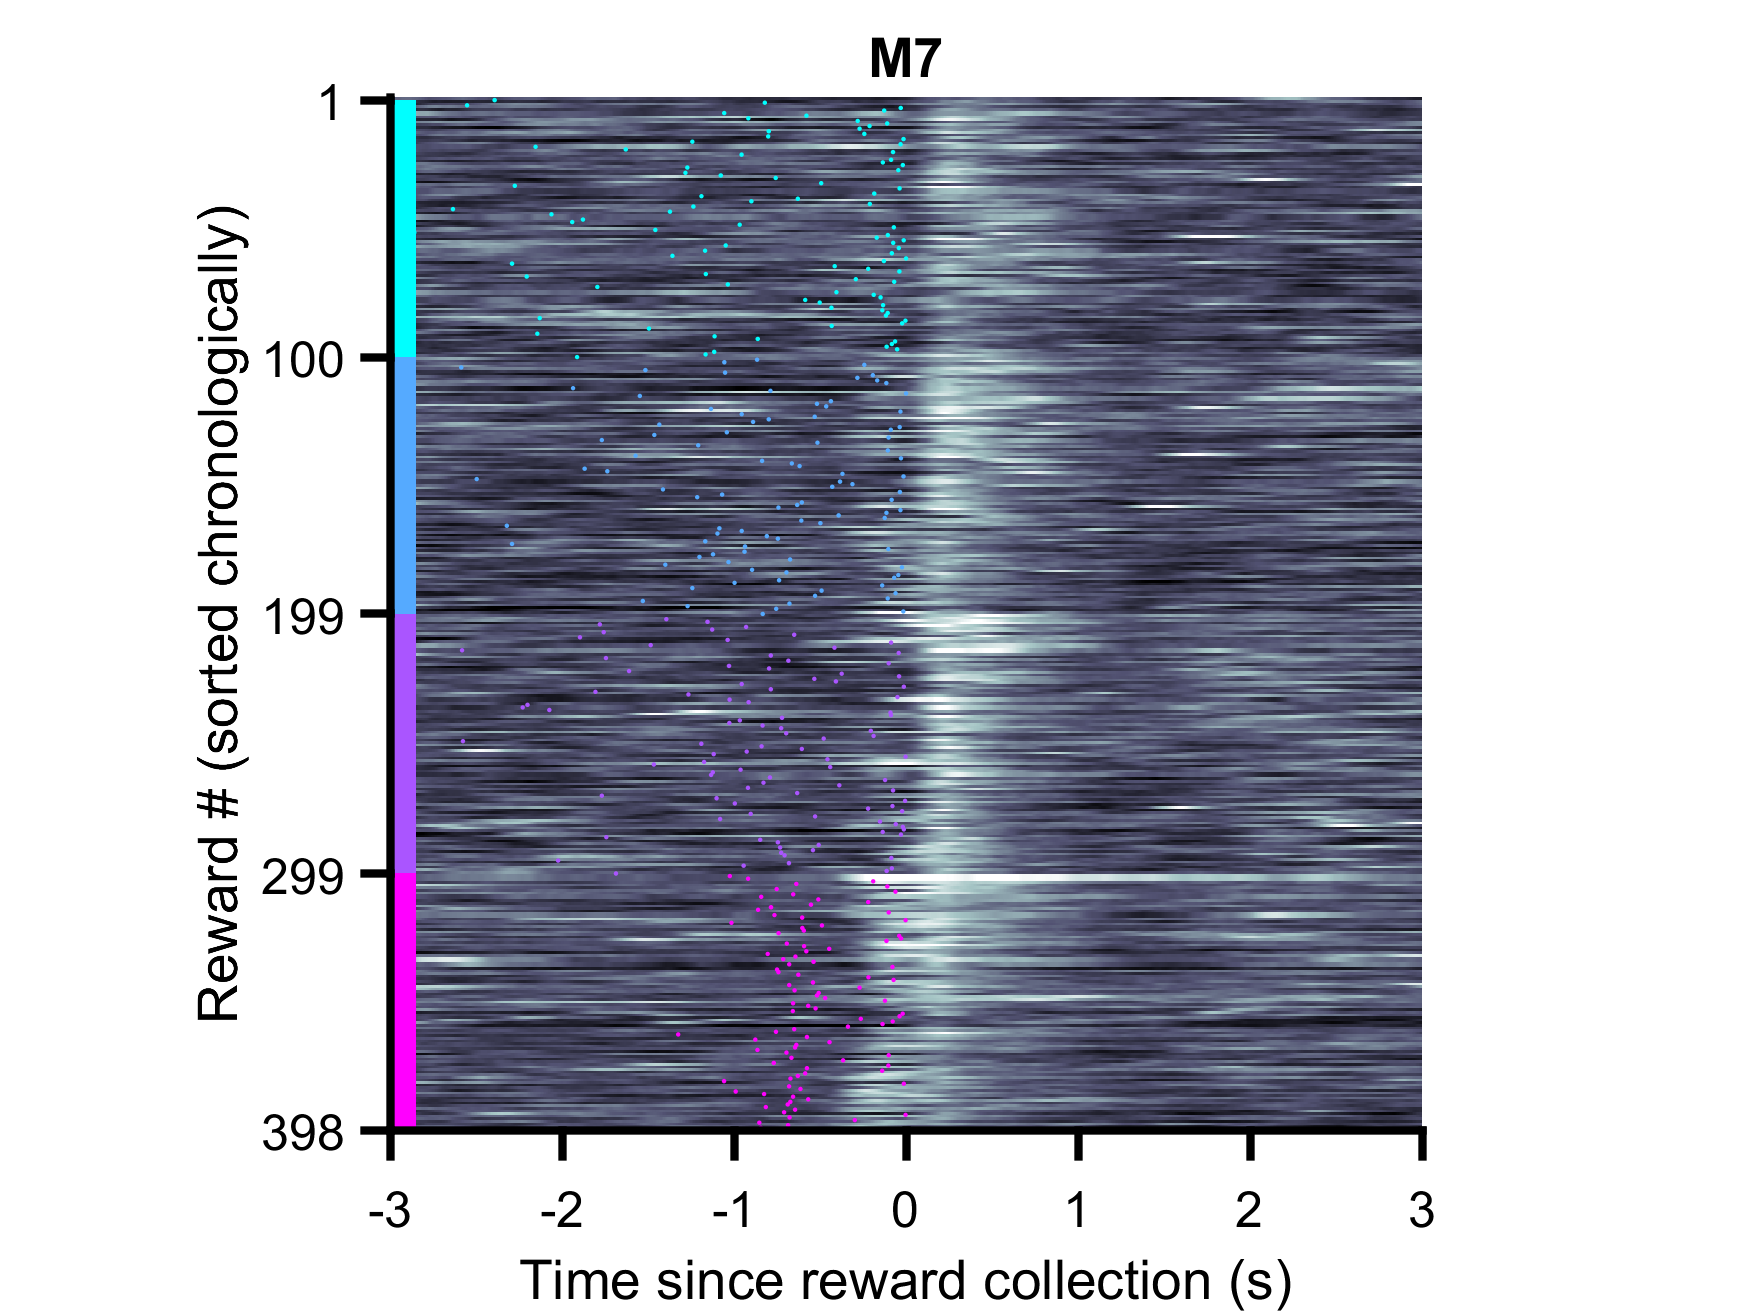 M7
Reward # (sorted chronologically)
1
100
199
299
398
-3 -2 -1 0 1 2 3
Time since reward collection (s)